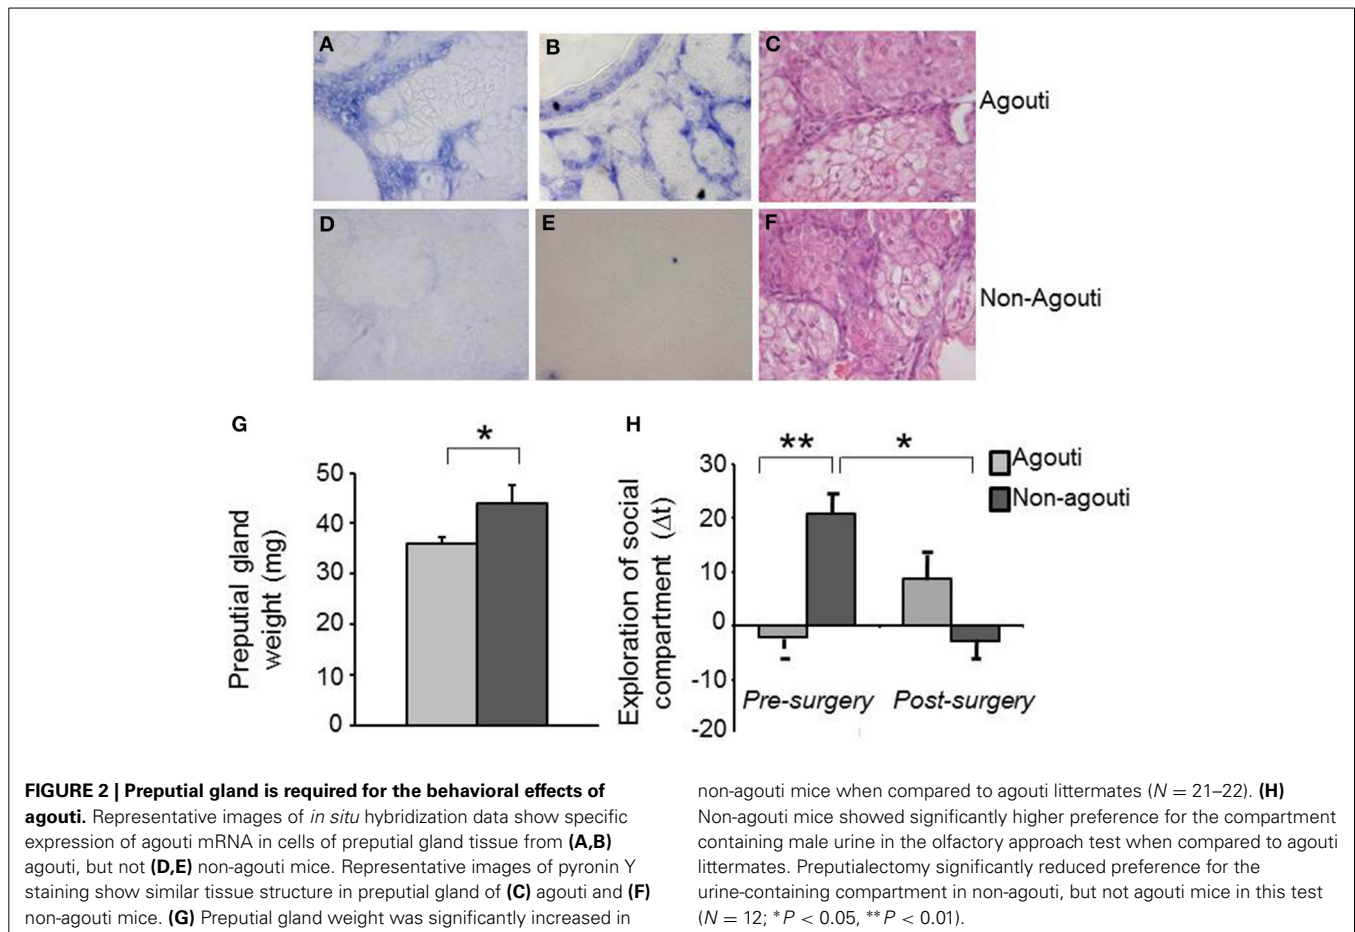 A
B
C
Agouti
D
E
F
Non-Agouti
G
*
50
40
30
20
10
0
Preputial gland
weight (mg)
H
**
*
30
20
10
0
-10
-20
Exploration of social
compartment (Δt)
Pre-surgery
Post-surgery
Agouti
Non-agouti
FIGURE 2 | Preputial gland is required for the behavioral effects of
agouti. Representative images of in situ hybridization data show specific
expression of agouti mRNA in cells of preputial gland tissue from (A,B)
agouti, but not (D,E) non-agouti mice. Representative images of pyronin Y
staining show similar tissue structure in preputial gland of (C) agouti and (F)
non-agouti mice. (G) Preputial gland weight was significantly increased in
non-agouti mice when compared to agouti littermates (N = 21–22). (H)
Non-agouti mice showed significantly higher preference for the compartment
containing male urine in the olfactory approach test when compared to agouti
littermates. Preputialectomy significantly reduced preference for the
urine-containing compartment in non-agouti, but not agouti mice in this test
(N = 12; *P < 0.05, **P < 0.01).